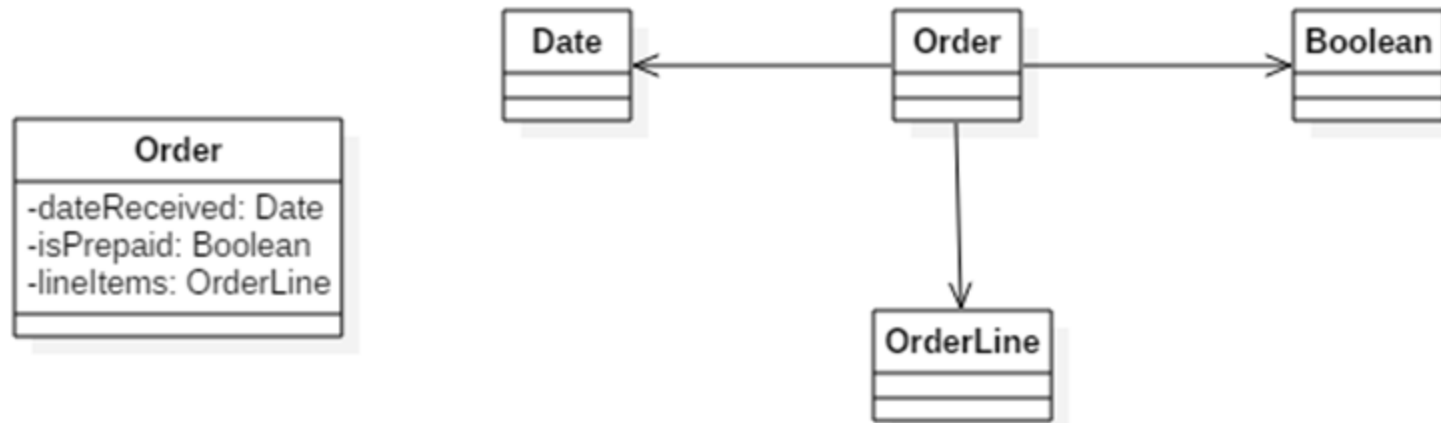 Date
Order
Boolean
Order
-dateReceived: Date
-isPrepaid: Boolean
-lineItems: OrderLine
OrderLine